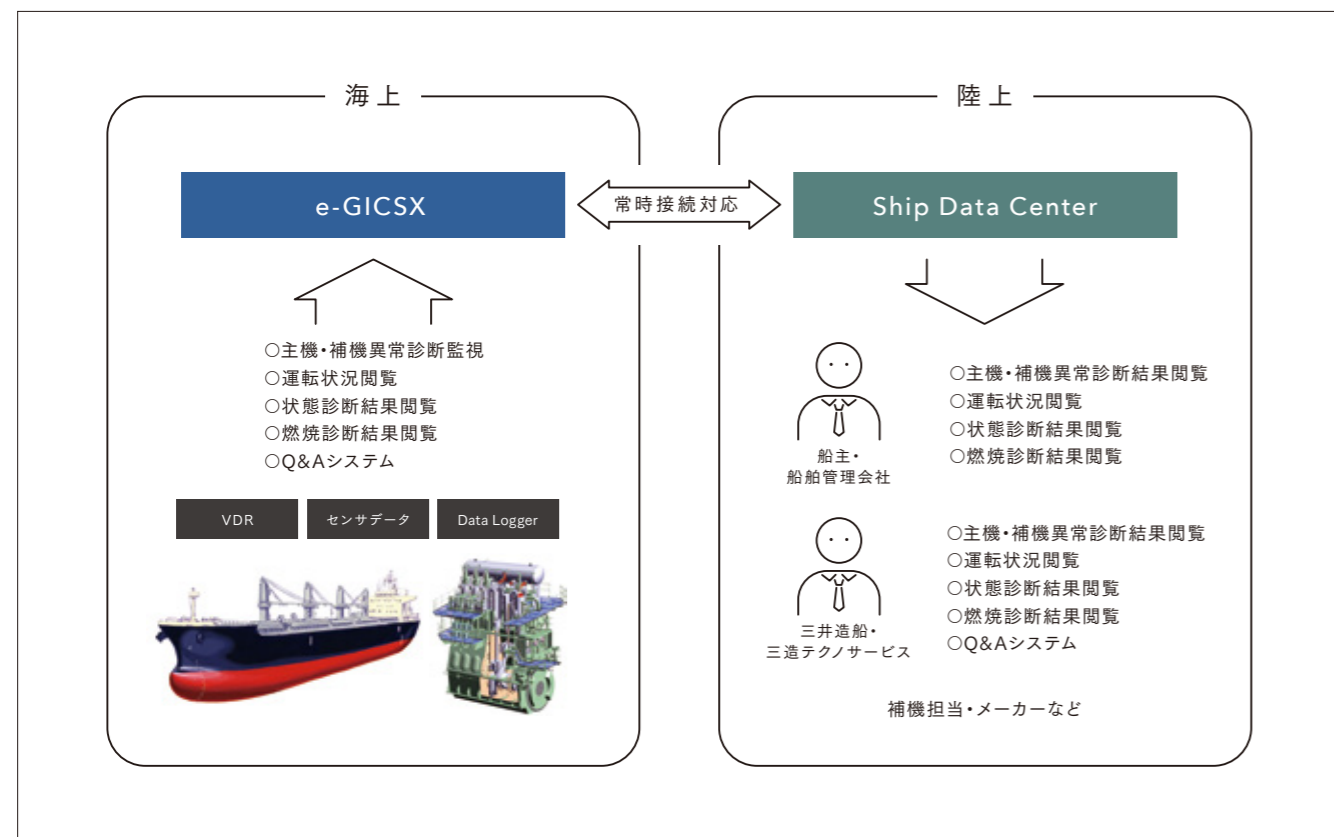 海上
e-GICSX
○主機・補機異常診断監視
○運転状況閲覧
○状態診断結果閲覧
○燃焼診断結果閲覧
○Q&Aシステム
VDR
センサデータ
Data Logger
常時接続対応
陸上
Ship Data Center
船主・
船舶管理会社
○主機・補機異常診断結果閲覧
○運転状況閲覧
○状態診断結果閲覧
○燃焼診断結果閲覧
三井造船・
三造テクノサービス
○主機・補機異常診断結果閲覧
○運転状況閲覧
○状態診断結果閲覧
○燃焼診断結果閲覧
○Q&Aシステム
補機担当・メーカーなど